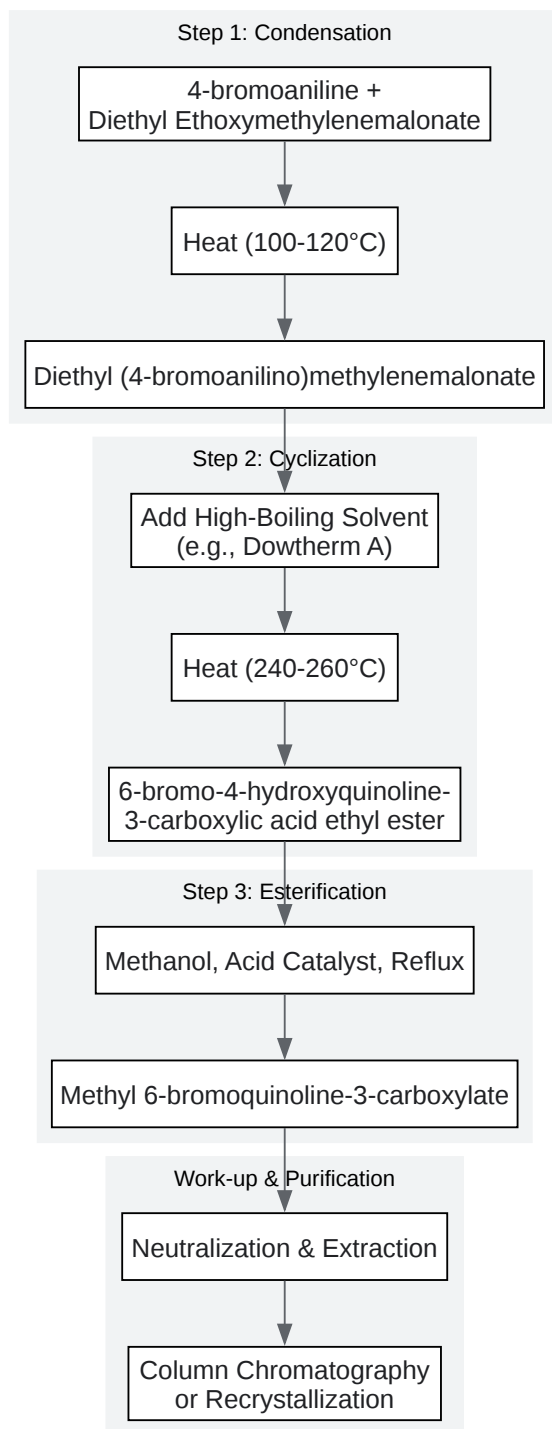 Step 1: Condensation
4-bromoaniline +
Diethyl Ethoxymethylenemalonate
Heat (100-120°C)
Diethyl (4-bromoanilino)methylenemalonate
Step 2: Cyclization
Add High-Boiling Solvent
(e.g., Dowtherm A)
Heat (240-260°C)
6-bromo-4-hydroxyquinoline-
3-carboxylic acid ethyl ester
Step 3: Esterification
Methanol, Acid Catalyst, Reflux
Methyl 6-bromoquinoline-3-carboxylate
Work-up & Purification
Neutralization & Extraction
Column Chromatography
or Recrystallization